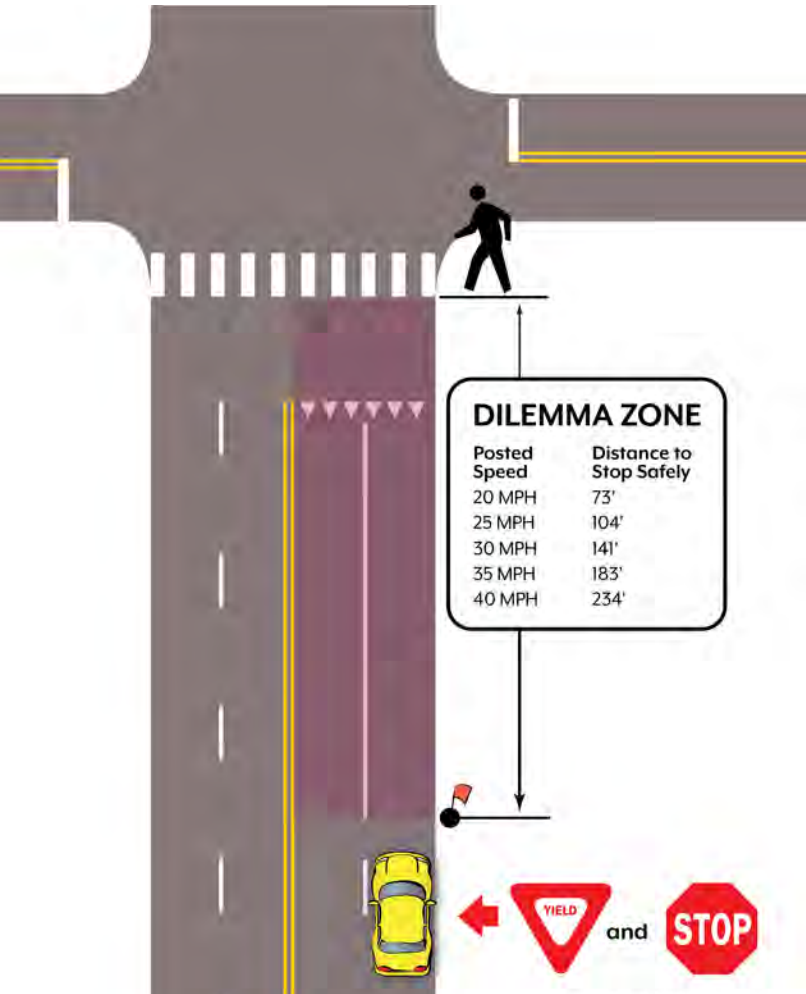 DILEMMA ZONE
Posted Speed
Distance to Stop Safely
20 MPH 73'
25 MPH 104'
30 MPH 141'
35 MPH 183'
40 MPH 234'
YIELD and STOP